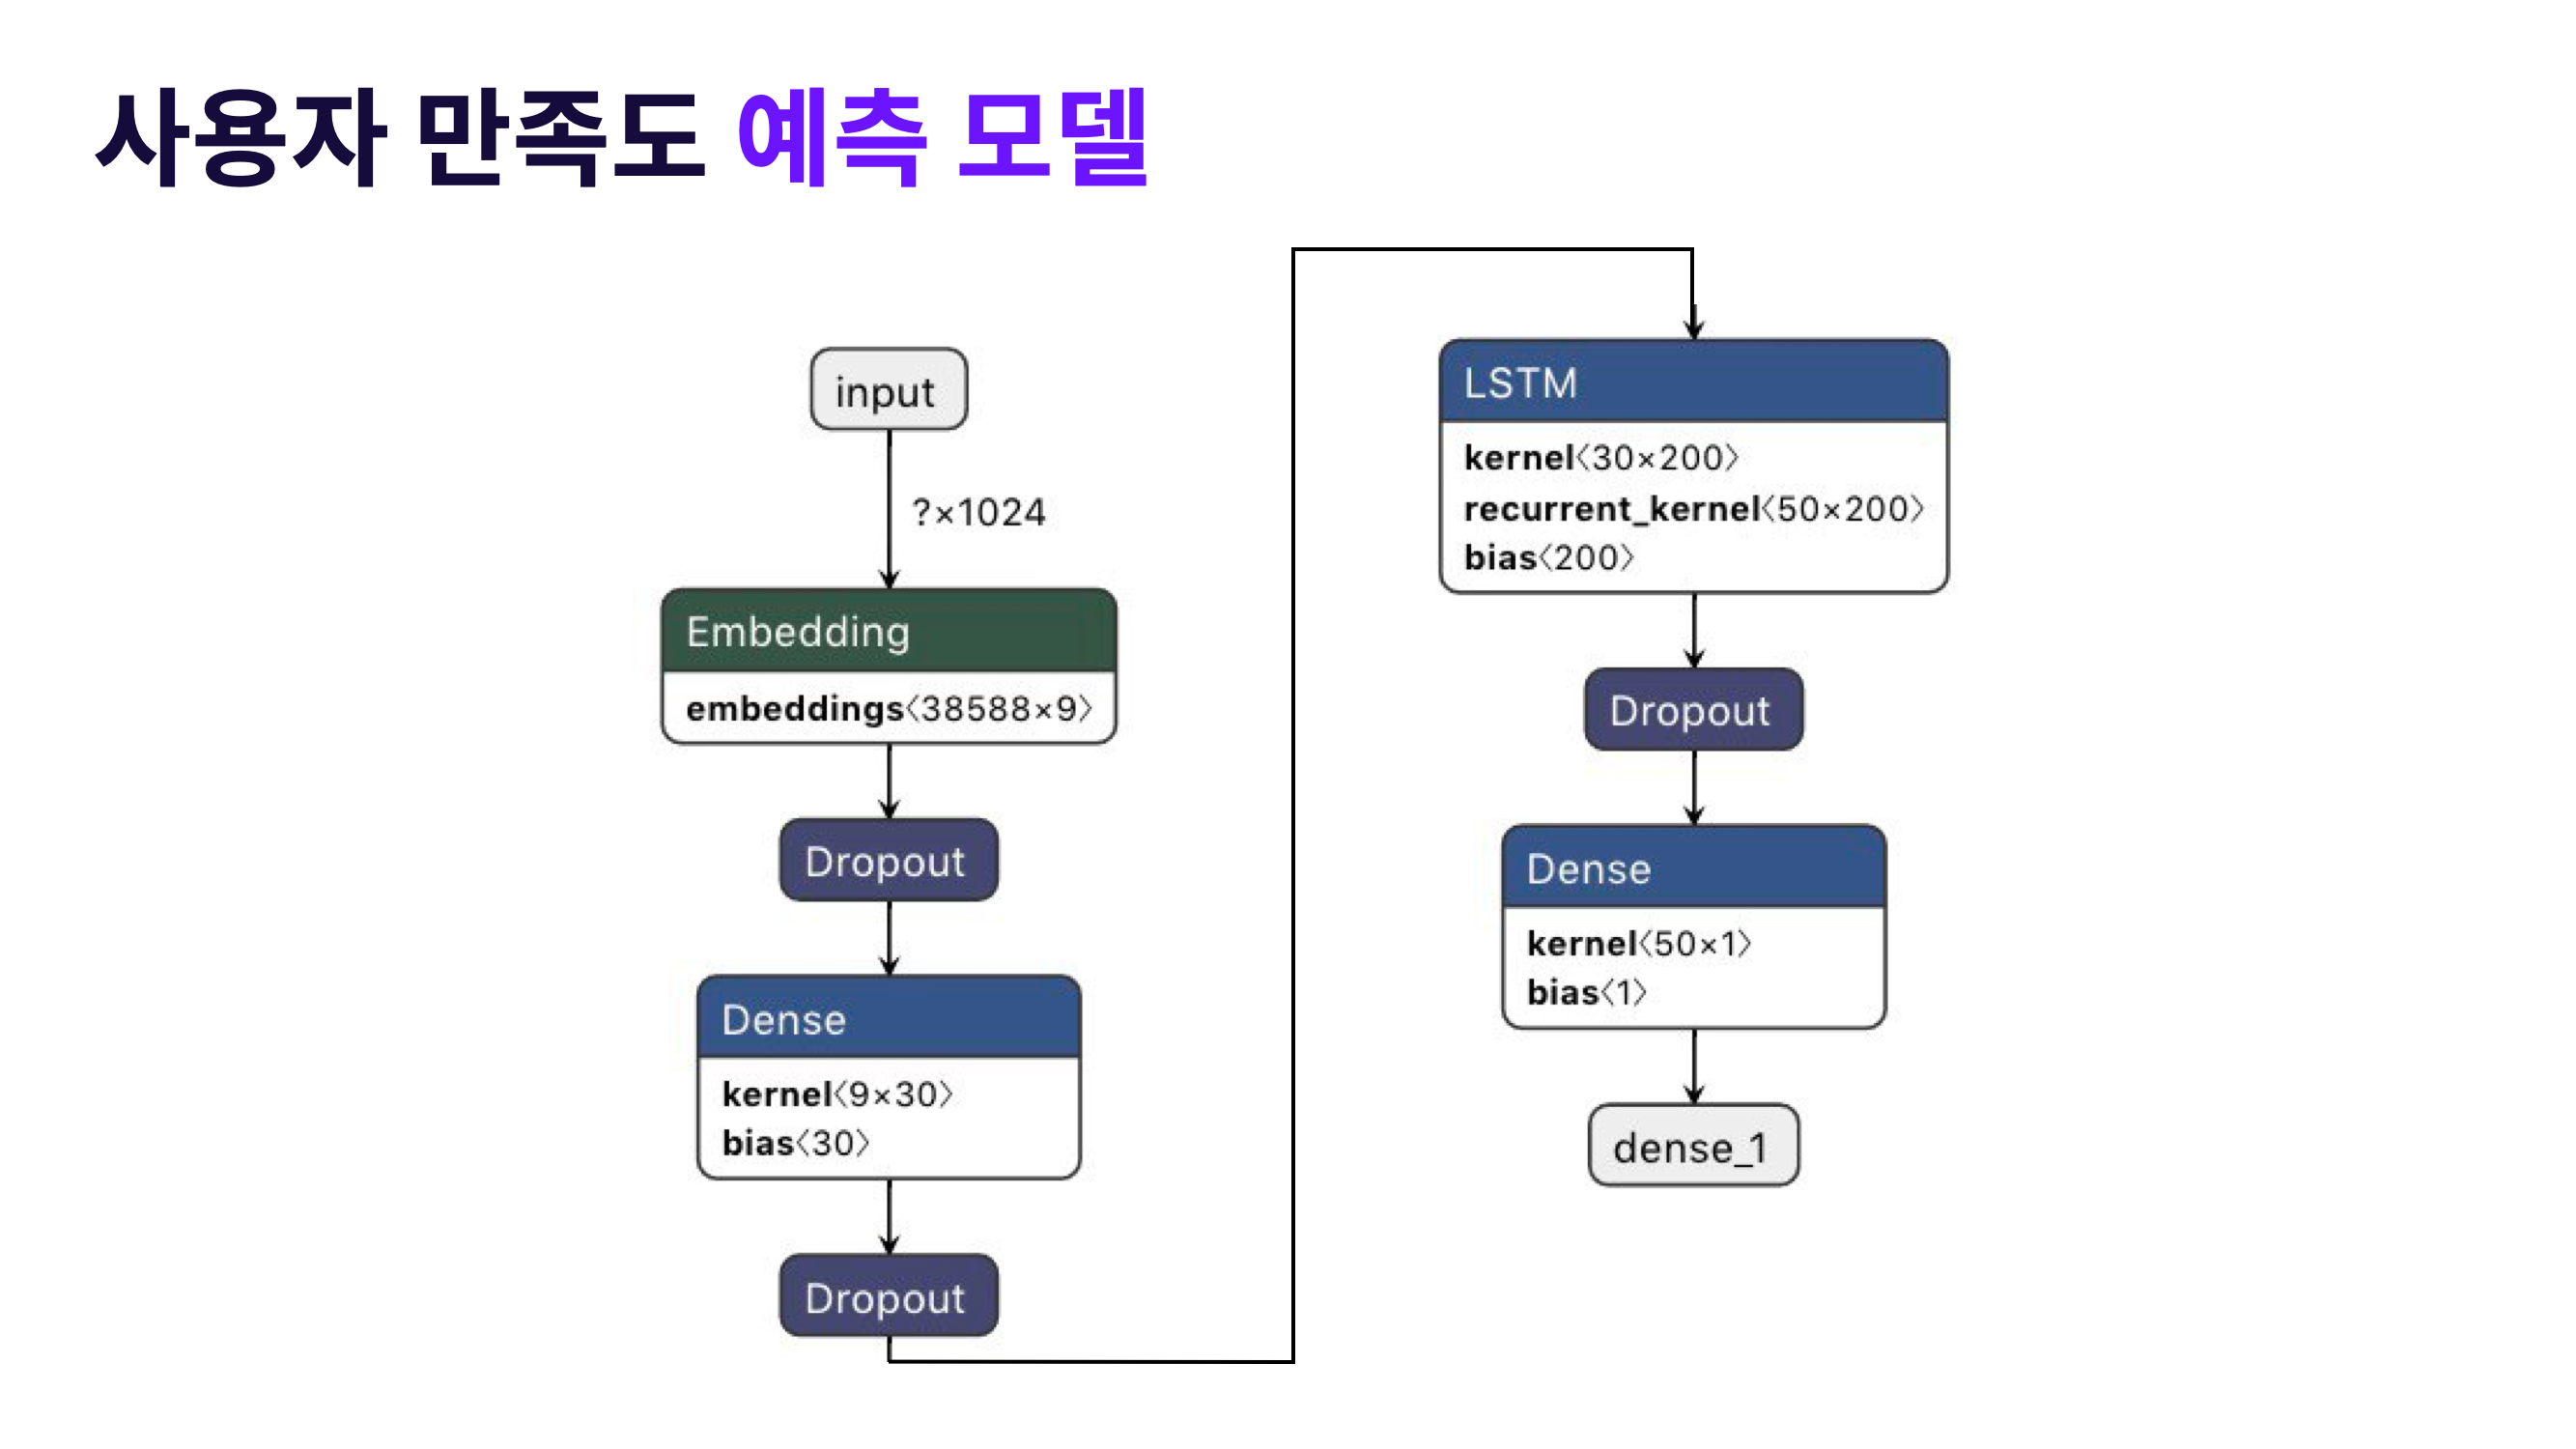 사용자 만족도 예측 모델
input
?×1024
Embedding
embeddings〈38588×9〉
Dropout
Dense
kernel〈9×30〉
bias〈30〉
Dropout
LSTM
kernel〈30×200〉
recurrent_kernel〈50×200〉
bias〈200〉
Dropout
Dense
kernel〈50×1〉
bias〈1〉
dense_1